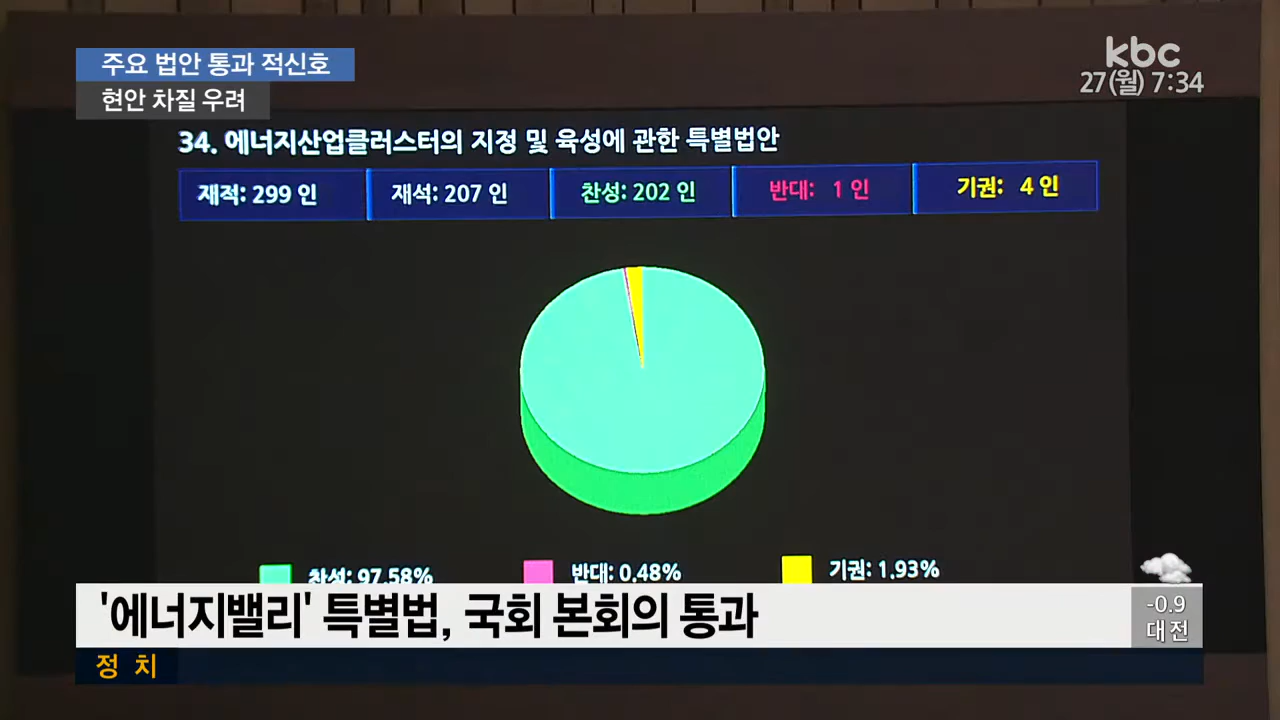 주요 법안 통과 적신호
현안 차질 우려
kbc
27(월) 7:34
34. 에너지산업클러스터의 지정 및 육성에 관한 특별법안
재적: 299 인
재석: 207 인
찬성: 202 인
반대: 1 인
기권: 4 인
찬성: 97.58%
반대: 0.48%
기권: 1.93%
'에너지밸리' 특별법, 국회 본회의 통과
-0.9
대전
정 치